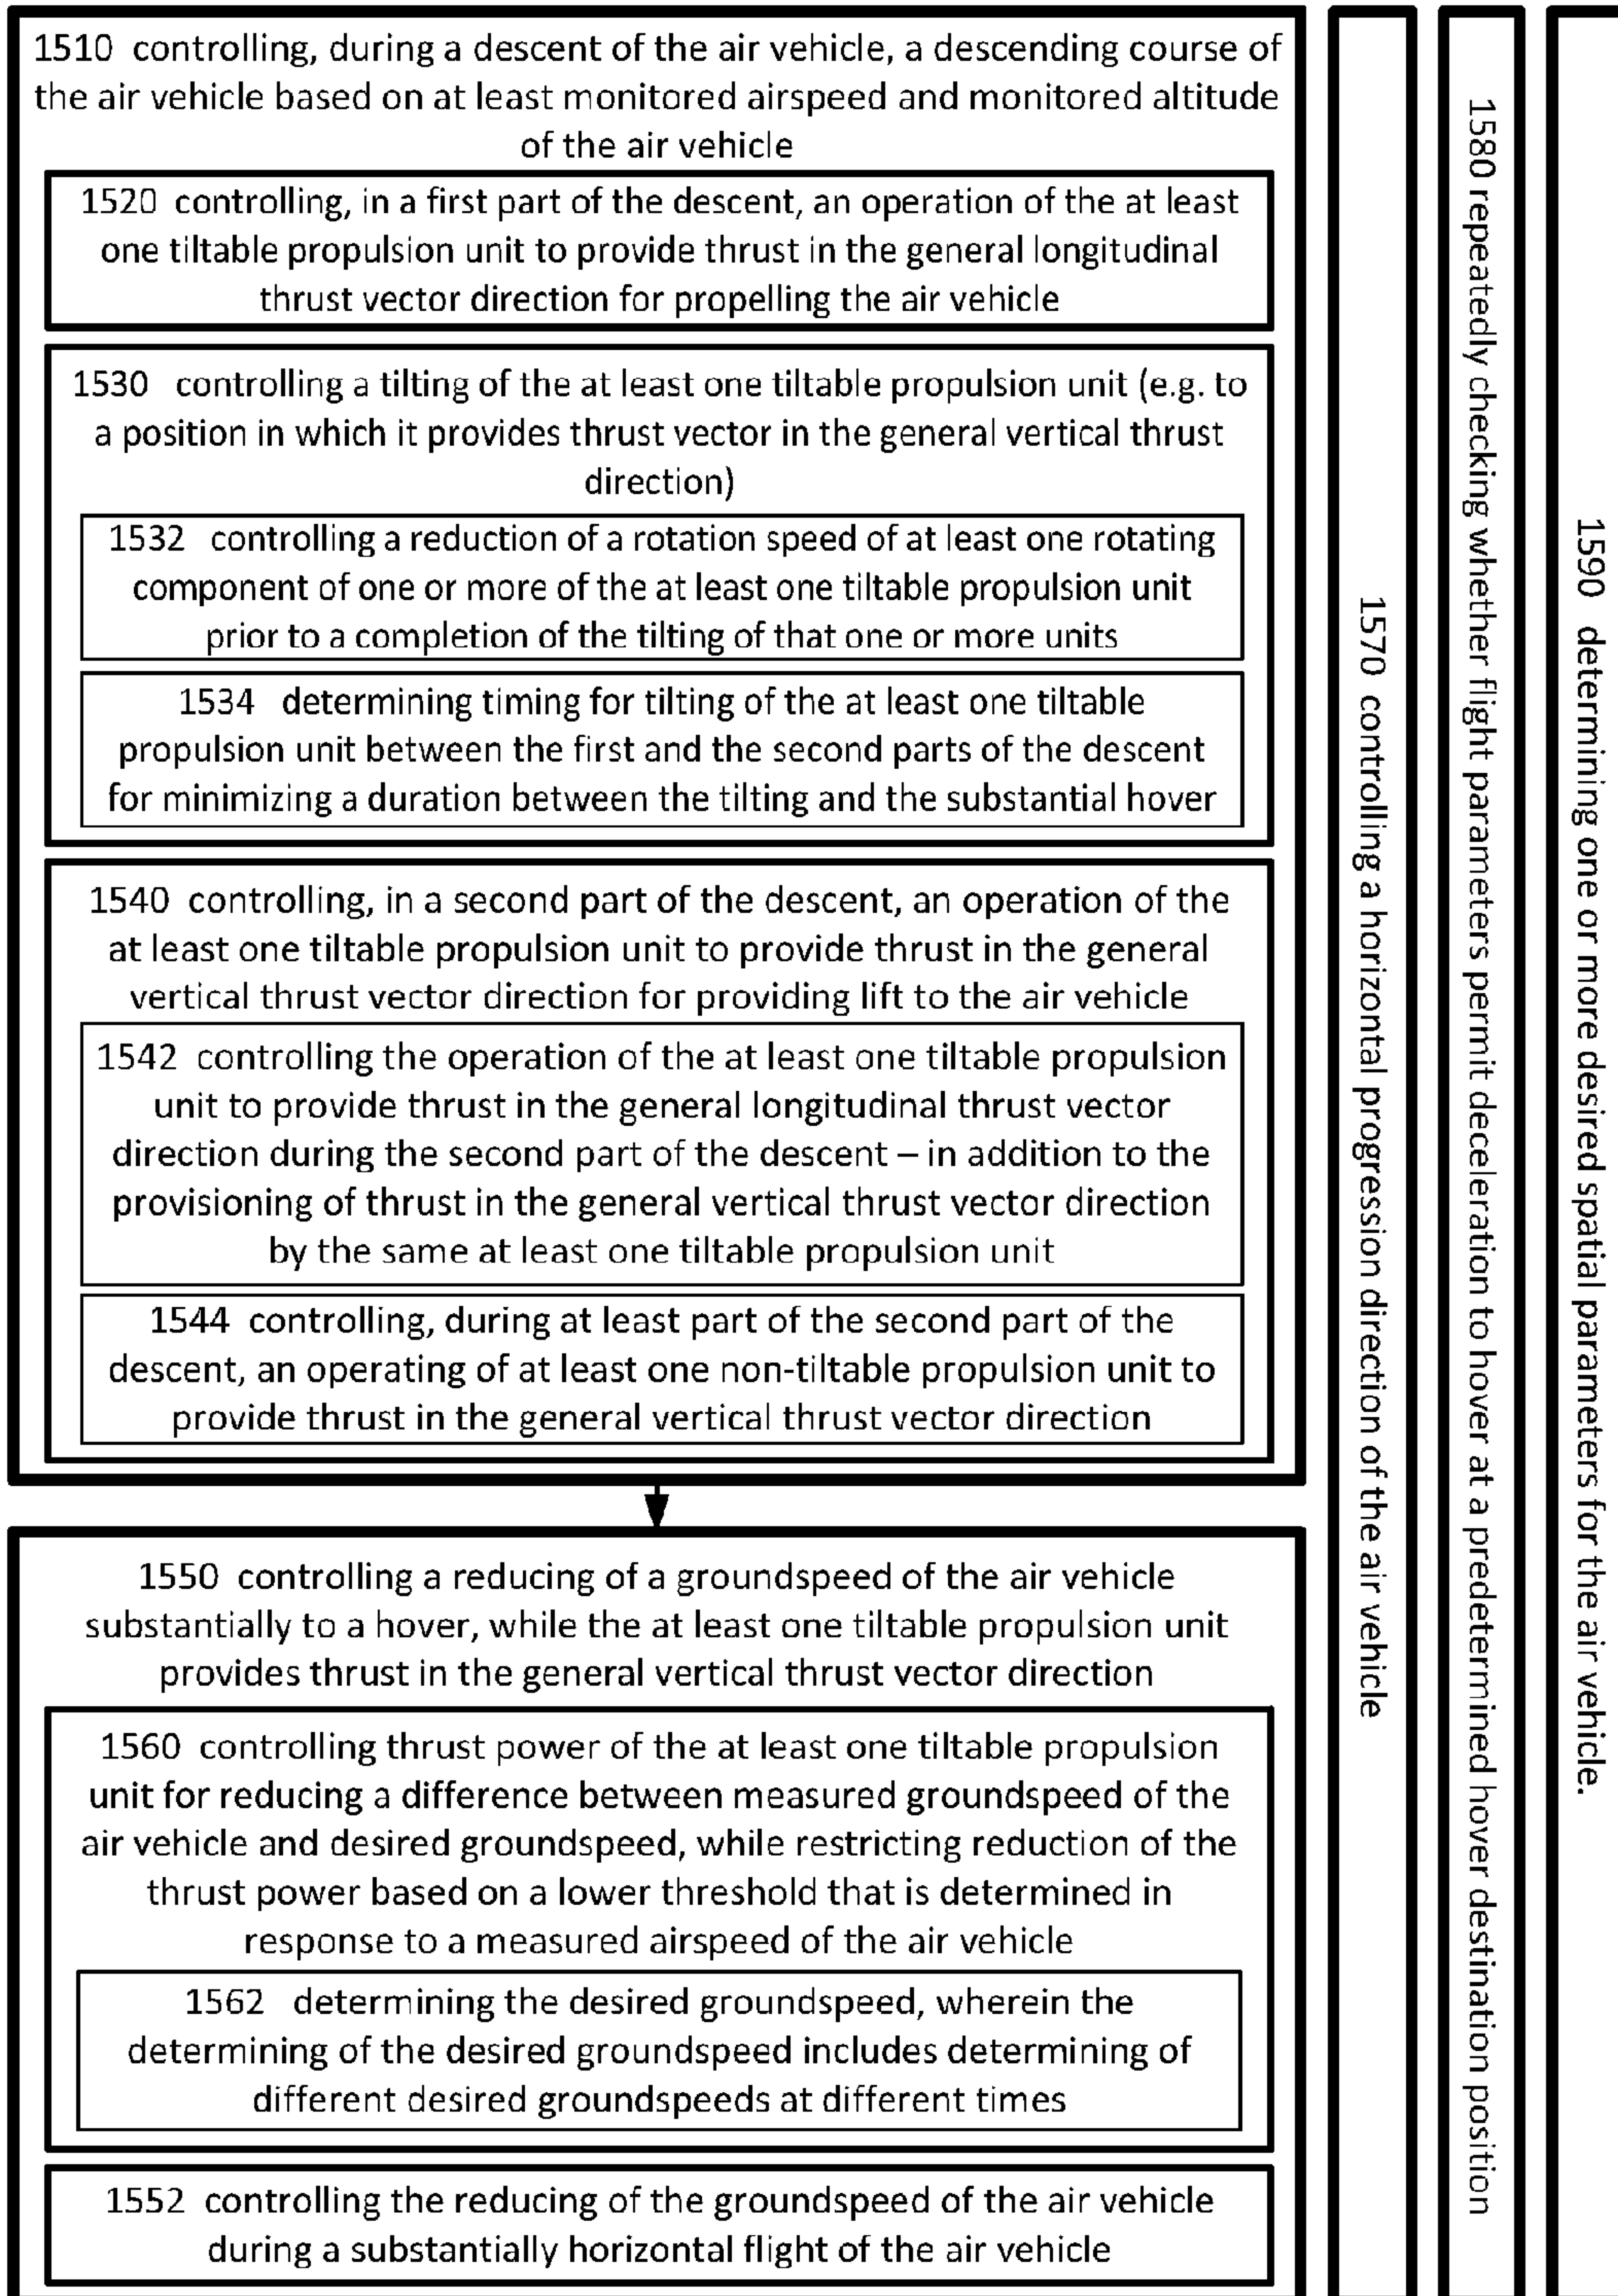 1510 controlling, during a descent of the air vehicle, a descending course of
the air vehicle based on at least monitored airspeed and monitored altitude
of the air vehicle
1520 controlling, in a first part of the descent, an operation of the at least
one tiltable propulsion unit to provide thrust in the general longitudinal
thrust vector direction for propelling the air vehicle
1530 controlling a tilting of the at least one tiltable propulsion unit (e.g. to
a position in which it provides thrust vector in the general vertical thrust
direction)
1532 controlling a reduction of a rotation speed of at least one rotating
component of one or more of the at least one tiltable propulsion unit
prior to a completion of the tilting of that one or more units
1534 determining timing for tilting of the at least one tiltable
propulsion unit between the first and the second parts of the descent
for minimizing a duration between the tilting and the substantial hover
1540 controlling, in a second part of the descent, an operation of the
at least one tiltable propulsion unit to provide thrust in the general
vertical thrust vector direction for providing lift to the air vehicle
1542 controlling the operation of the at least one tiltable propulsion
unit to provide thrust in the general longitudinal thrust vector
direction during the second part of the descent – in addition to the
provisioning of thrust in the general vertical thrust vector direction
by the same at least one tiltable propulsion unit
1544 controlling, during at least part of the second part of the
descent, an operating of at least one non-tiltable propulsion unit to
provide thrust in the general vertical thrust vector direction
1550 controlling a reducing of a groundspeed of the air vehicle
substantially to a hover, while the at least one tiltable propulsion unit
provides thrust in the general vertical thrust vector direction
1560 controlling thrust power of the at least one tiltable propulsion
unit for reducing a difference between measured groundspeed of the
air vehicle and desired groundspeed, while restricting reduction of the
thrust power based on a lower threshold that is determined in
response to a measured airspeed of the air vehicle
1562 determining the desired groundspeed, wherein the
determining of the desired groundspeed includes determining of
different desired groundspeeds at different times
1552 controlling the reducing of the groundspeed of the air vehicle
during a substantially horizontal flight of the air vehicle
1570 controlling a horizontal progression direction of the air vehicle
1580 repeatedly checking whether flight parameters permit deceleration to hover at a predetermined hover destination position
1590 determining one or more desired spatial parameters for the air vehicle.